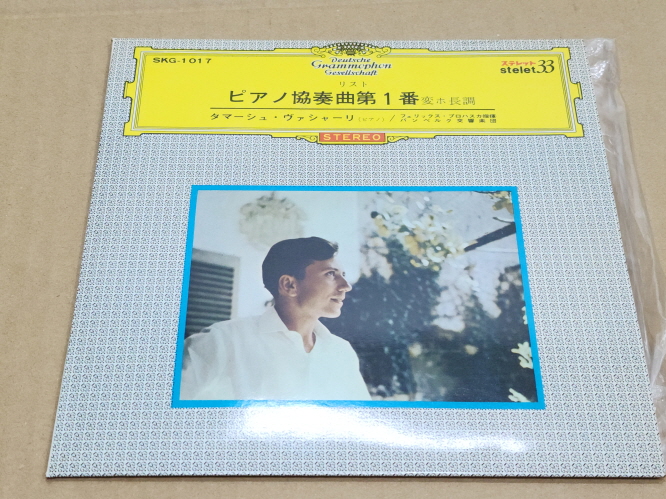 SKG-1017
Deutsche
Grammophon
Gesellschaft
ステレット
stelet 33
リスト
ピアノ協奏曲第1番変ホ長調
タマーシュ・ヴァシャーリ(ピアノ)/フェリックス・プロハスカ指揮
バンベルク交響楽団
STEREO